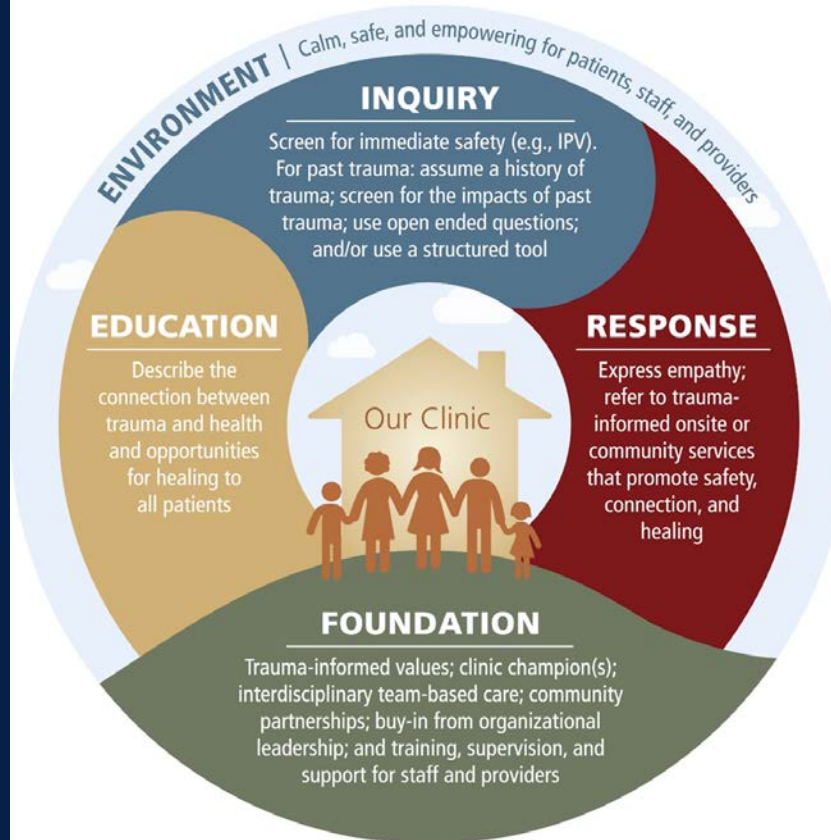 ENVIRONMENT | Calm, safe, and empowering for patients, staff, and providers
INQUIRY
Screen for immediate safety (e.g., IPV).
For past trauma: assume a history of
trauma; screen for the impacts of past
trauma; use open ended questions;
and/or use a structured tool
EDUCATION
Describe the
connection between
trauma and health
and opportunities
for healing to
all patients
Our Clinic
RESPONSE
Express empathy;
refer to trauma-
informed onsite or
community services
that promote safety,
connection, and
healing
FOUNDATION
Trauma-informed values; clinic champion(s);
interdisciplinary team-based care; community
partnerships; buy-in from organizational
leadership; and training, supervision, and
support for staff and providers